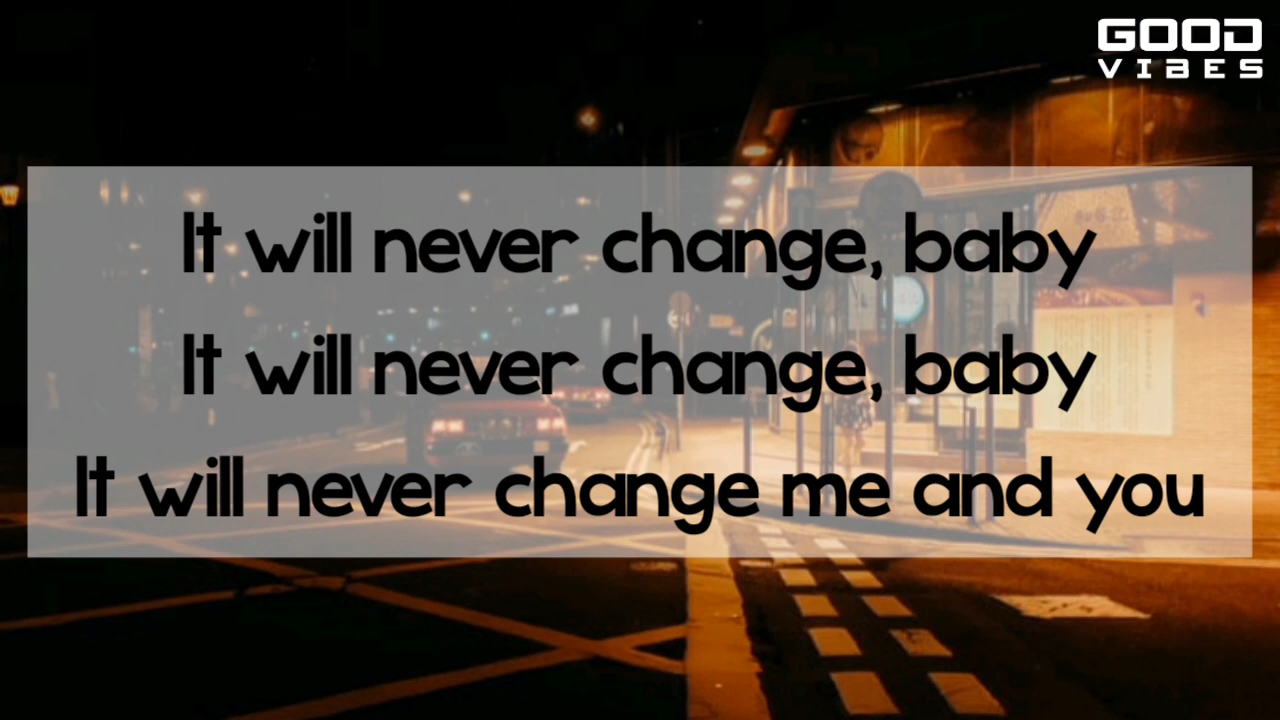 GOOD
VIBES
It will never change, baby
It will never change, baby
It will never change me and you